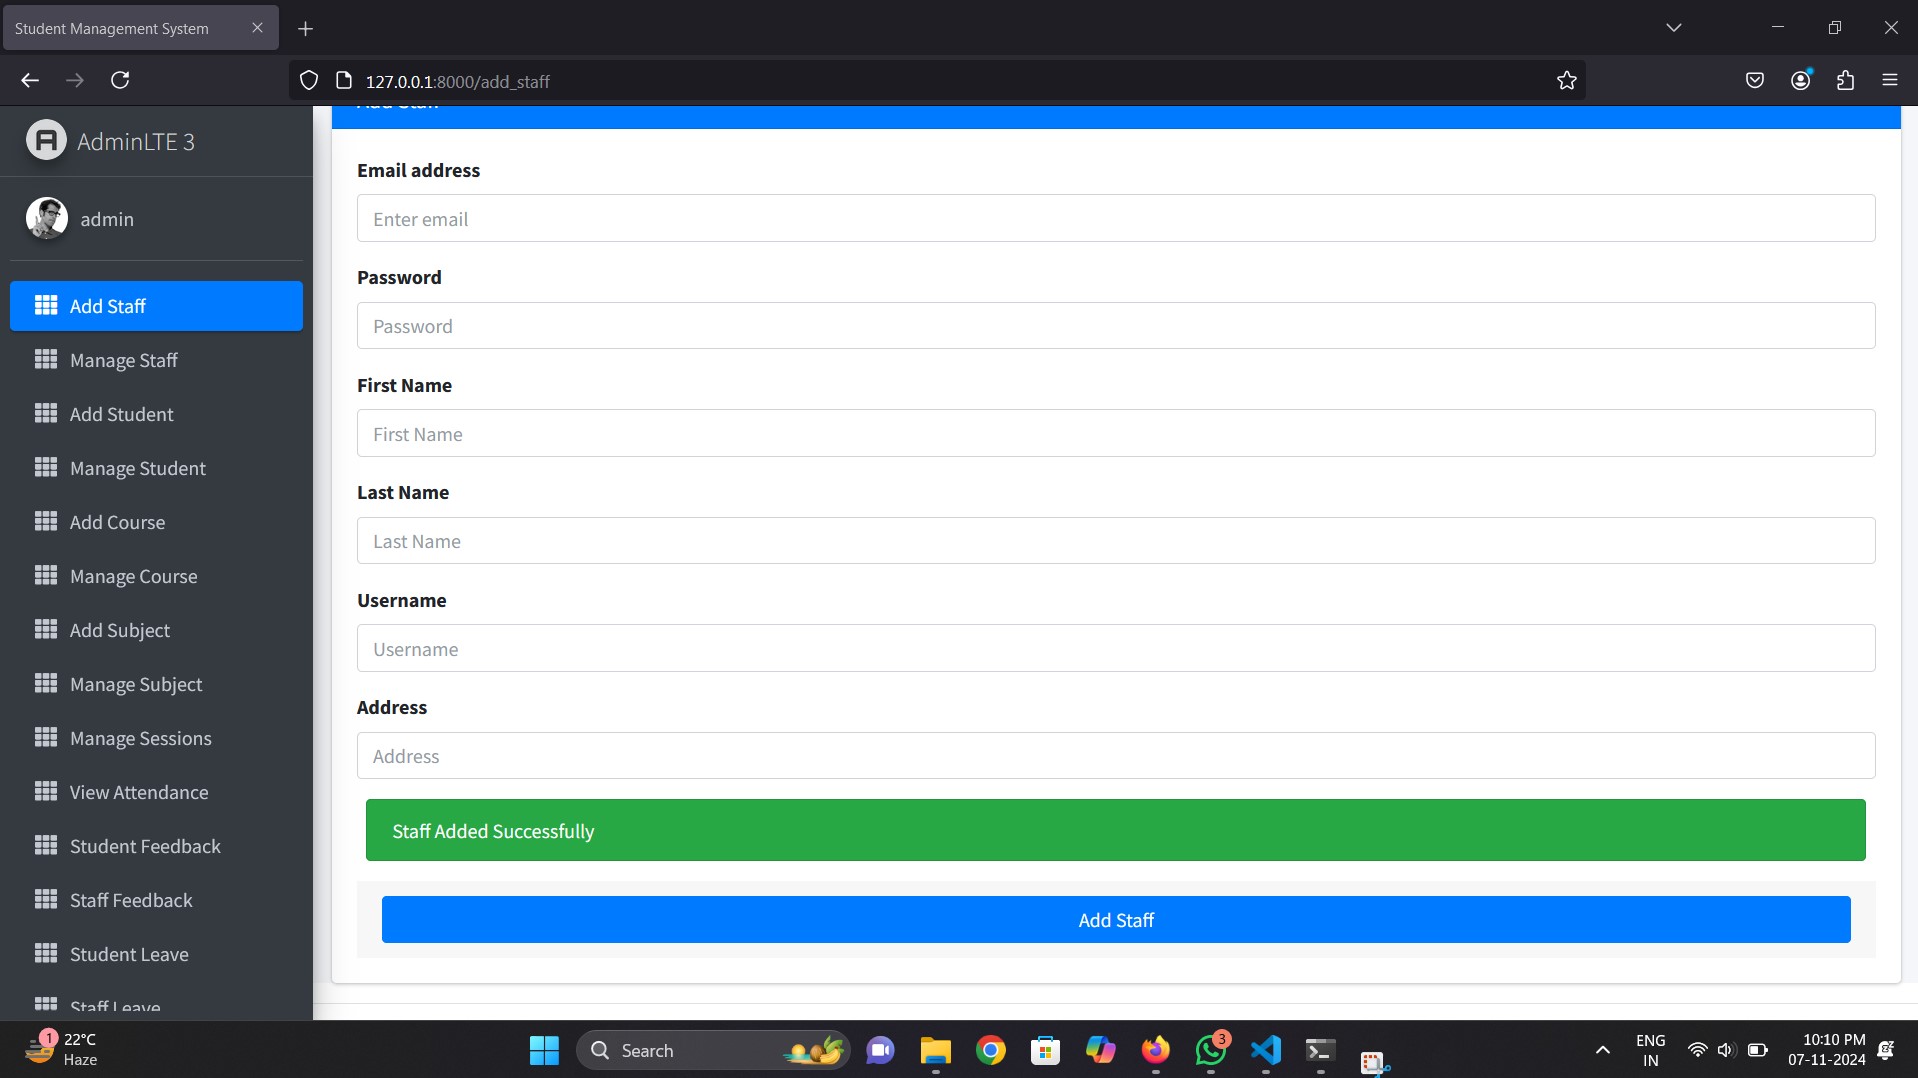 Student Management System
127.0.0.1:8000/add_staff
AdminLTE 3
admin
Add Staff
Manage Staff
Add Student
Manage Student
Add Course
Manage Course
Add Subject
Manage Subject
Manage Sessions
View Attendance
Student Feedback
Staff Feedback
Student Leave
Staff Leave
Add Staff
Email address
Enter email
Password
Password
First Name
First Name
Last Name
Last Name
Username
Username
Address
Address
Staff Added Successfully
Add Staff
1
22°C
Haze
Search
3
ENG
IN
10:10 PM
07-11-2024